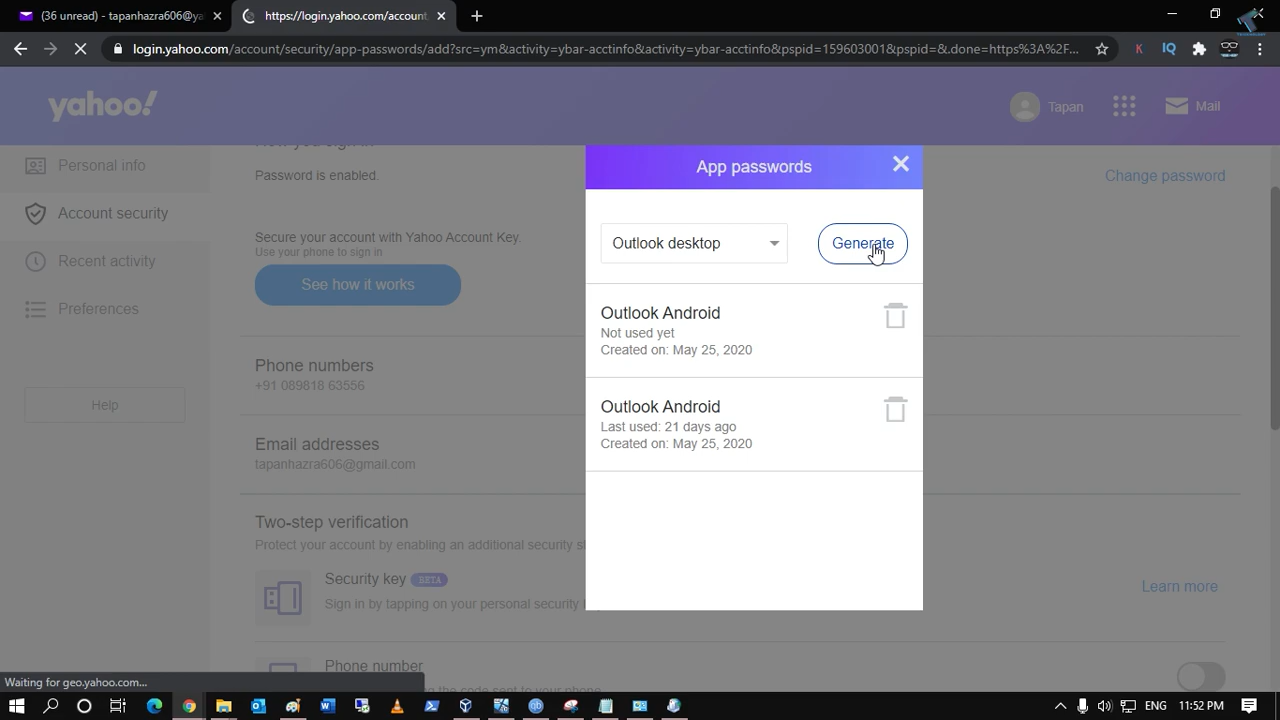 (36 unread) - tapanhazra606@ya
https://login.yahoo.com/account
login.yahoo.com/account/security/app-passwords/add?src=ym&activity=ybar-acctinfo&activity=ybar-acctinfo&pspid=159603001&pspid=&.done=https%3A%2F...
K
IQ
yahoo!
Tapan
Mail
Personal info
Account security
Recent activity
Preferences
Help
Password is enabled.
Change password
Secure your account with Yahoo Account Key.
Use your phone to sign in
See how it works
Phone numbers
+91 089818 63556
Email addresses
tapanhazra606@gmail.com
Two-step verification
Protect your account by enabling an additional security
Security key BETA
Sign in by tapping on your personal security
Learn more
Phone number
the code sent to your phone
App passwords
Outlook desktop
Generate
Outlook Android
Not used yet
Created on: May 25, 2020
Outlook Android
Last used: 21 days ago
Created on: May 25, 2020
Waiting for geo.yahoo.com...
ENG
11:52 PM